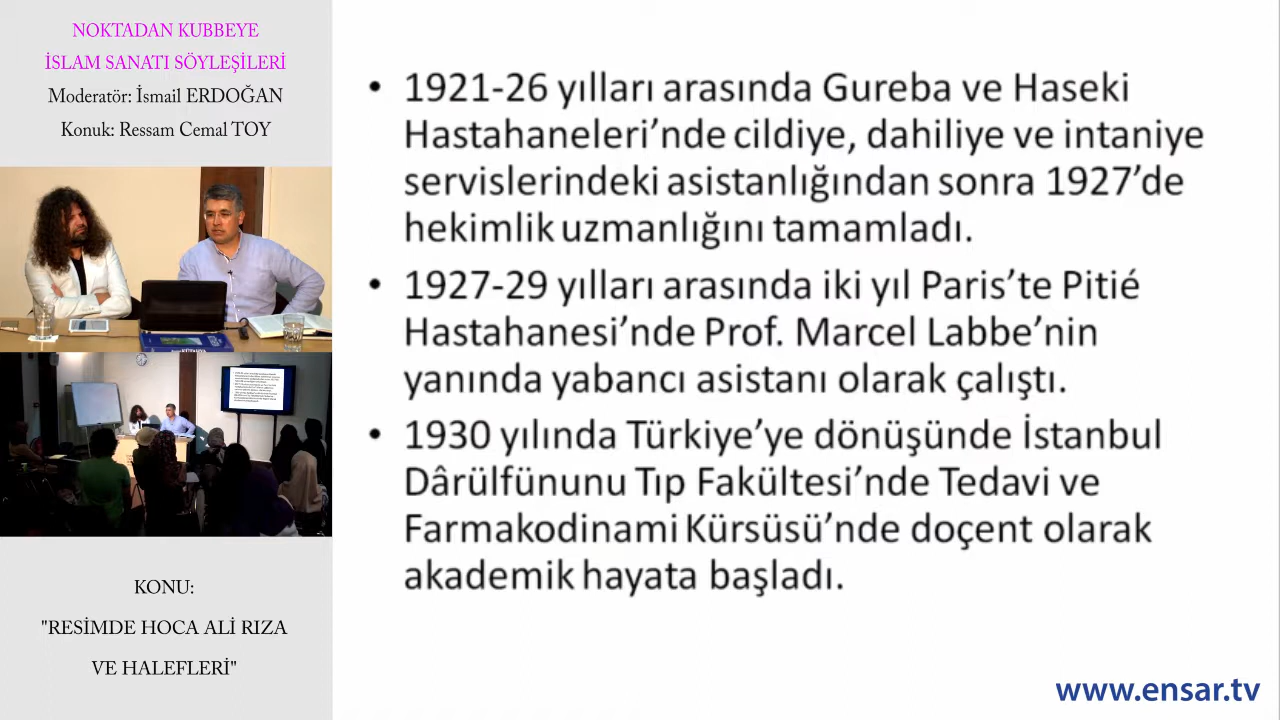 NOKTADAN KUBBEYE
İSLAM SANATI SÖYLEŞİLERİ
Moderatör: İsmail ERDOĞAN
Konuk: Ressam Cemal TOY
KONU:
"RESİMDE HOCA ALİ RIZA
VE HALEFLERİ"
• 1921-26 yılları arasında Gureba ve Haseki
Hastahaneleri’nde cildiye, dahiliye ve intaniye
servislerindeki asistanlığından sonra 1927’de
hekimlik uzmanlığını tamamladı.
• 1927-29 yılları arasında iki yıl Paris’te Pitié
Hastahanesi’nde Prof. Marcel Labbe’nin
yanında yabancı asistanı olarak çalıştı.
• 1930 yılında Türkiye’ye dönüşünde İstanbul
Dârülfünunu Tıp Fakültesi’nde Tedavi ve
Farmakodinami Kürsüsü’nde doçent olarak
akademik hayata başladı.
www.ensar.tv